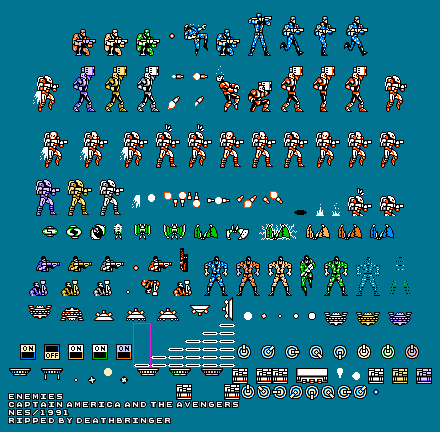 ON OFF ON ON ON
ENEMIES
CAPTAIN AMERICA AND THE AVENGERS
NES/1991
RIPPED BY DEATHBRINGER